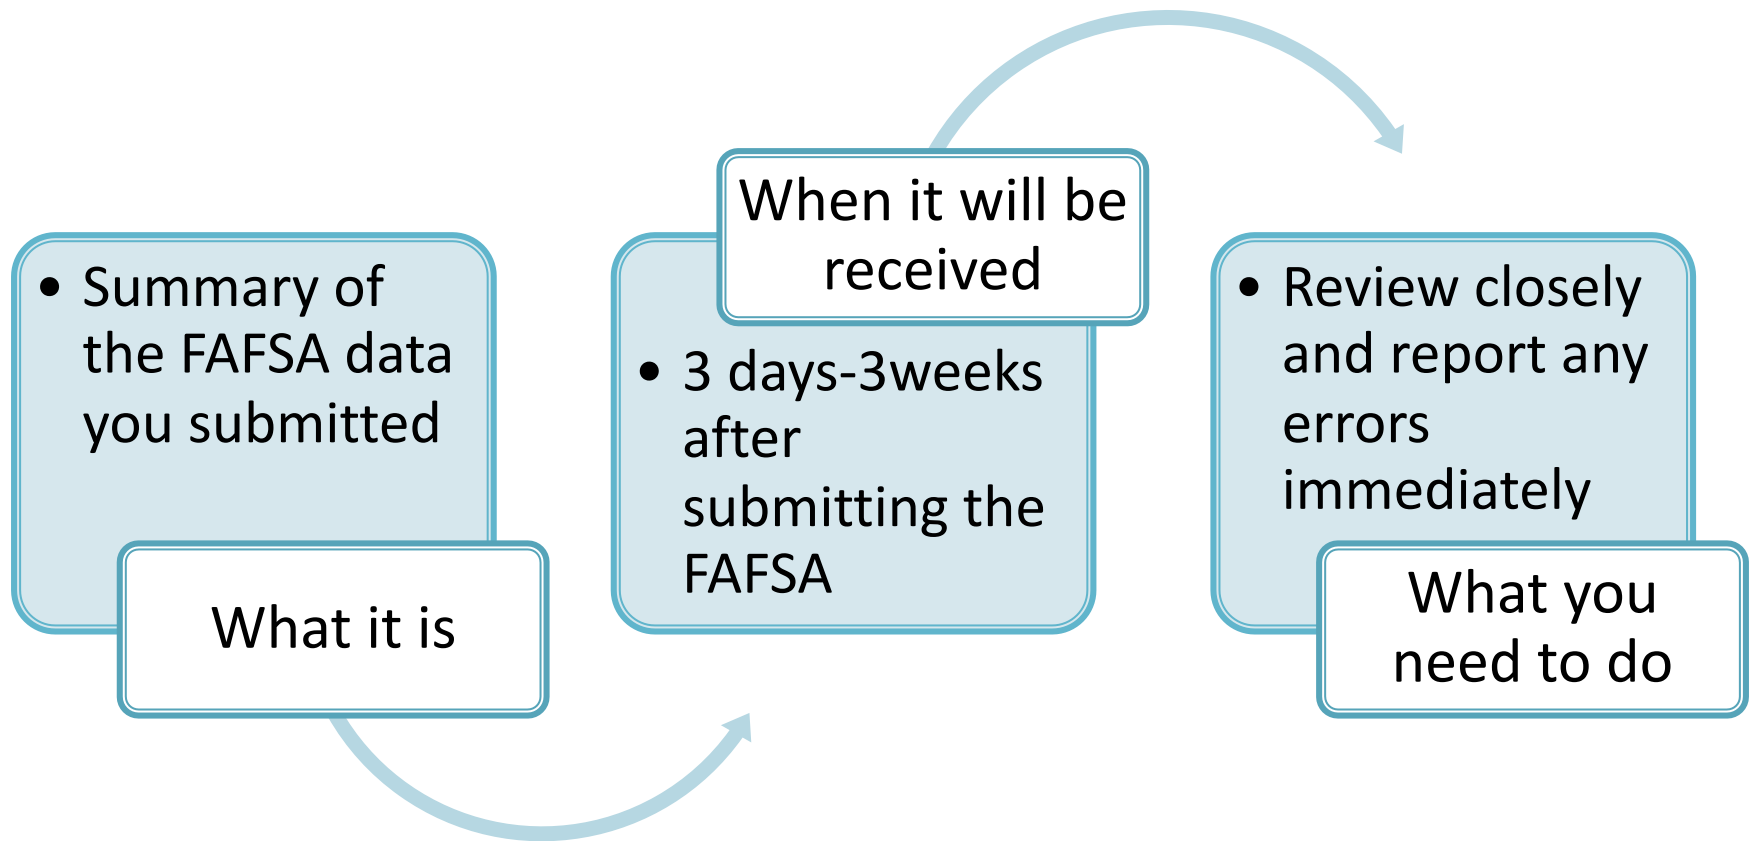 • Summary of
the FAFSA data
you submitted
What it is
When it will be
received
• 3 days-3weeks
after
submitting the
FAFSA
• Review closely
and report any
errors
immediately
What you
need to do